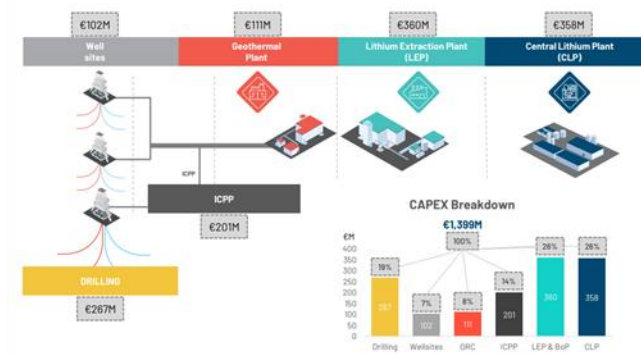 €102M
€111M
€360M
€358M
Well
sites
Geothermal
Plant
Lithium Extraction Plant
(LEP)
Central Lithium Plant
(CLP)
ICPP
ICPP
€201M
DRILLING
€267M
CAPEX Breakdown
€1,399M
€M
400
350
300
250
200
150
100
50
0
100%
19%
7%
8%
14%
26%
26%
267
102
111
201
360
358
Drilling
Wellsites
ORC
ICPP
LEP & BoP
CLP